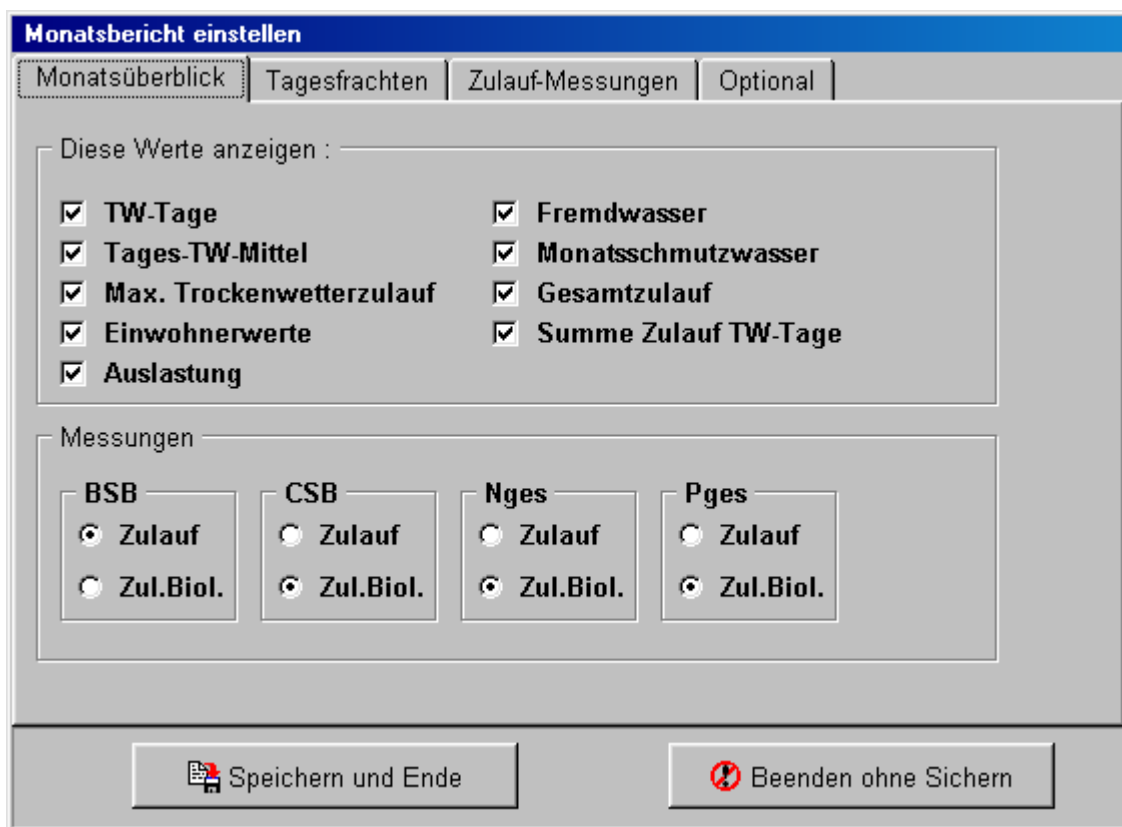 Monatsbericht einstellen
Monatsüberblick Tagesfrachten Zulauf-Messungen Optional
Diese Werte anzeigen :
TW-Tage Fremdwasser
Tages-TW-Mittel Monatsschmutzwasser
Max. Trockenwetterzulauf Gesamtzulauf
Einwohnerwerte Summe Zulauf TW-Tage
Auslastung
Messungen
BSB CSB Nges Pges
Zulauf Zulauf Zulauf Zulauf
Zul.Biol. Zul.Biol. Zul.Biol. Zul.Biol.
Speichern und Ende Beenden ohne Sichern